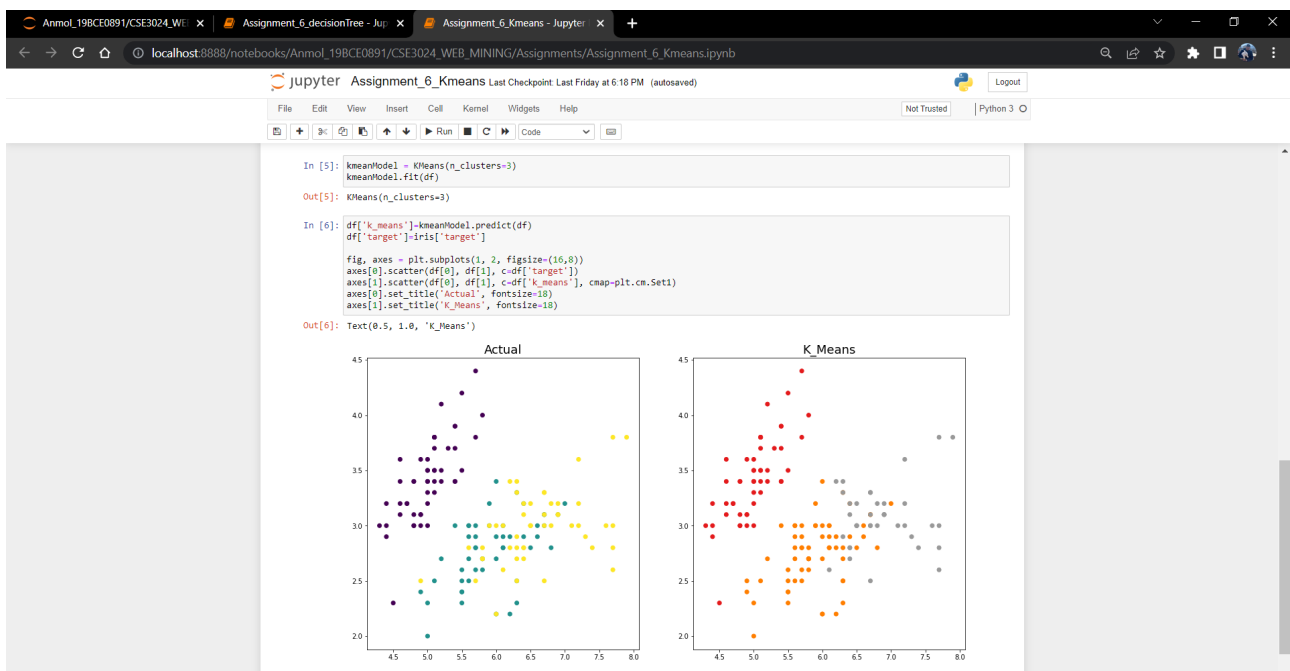 Anmol_19BCE0891/CSE3024_WE
Assignment_6_decisionTree - Jup
Assignment_6_Kmeans - Jupyter
localhost:8888/notebooks/Anmol_19BCE0891/CSE3024_WEB_MINING/Assignments/Assignment_6_Kmeans.ipynb
jupyter Assignment_6_Kmeans Last Checkpoint: Last Friday at 6:18 PM (autosaved)
Logout
File Edit View Insert Cell Kernel Widgets Help
Not Trusted
Python 3
Run
Code
In [5]: kmeanModel = KMeans(n_clusters=3)
kmeanModel.fit(df)
Out[5]: KMeans(n_clusters=3)
In [6]: df['k_means']=kmeanModel.predict(df)
df['target']=iris['target']
fig, axes = plt.subplots(1, 2, figsize=(16,8))
axes[0].scatter(df[0], df[1], c=df['target'])
axes[1].scatter(df[0], df[1], c=df['k_means'], cmap=plt.cm.Set1)
axes[0].set_title('Actual', fontsize=18)
axes[1].set_title('K_Means', fontsize=18)
Out[6]: Text(0.5, 1.0, 'K_Means')
Actual
4.5
4.0
3.5
3.0
2.5
2.0
4.5 5.0 5.5 6.0 6.5 7.0 7.5 8.0
K_Means
4.5
4.0
3.5
3.0
2.5
2.0
4.5 5.0 5.5 6.0 6.5 7.0 7.5 8.0